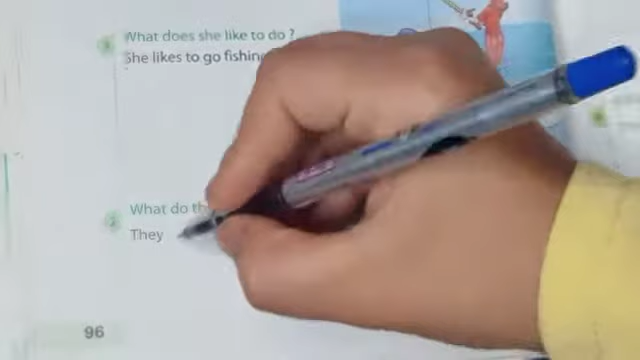 What does she like to do ?
She likes to go fishing
What do th
They
96